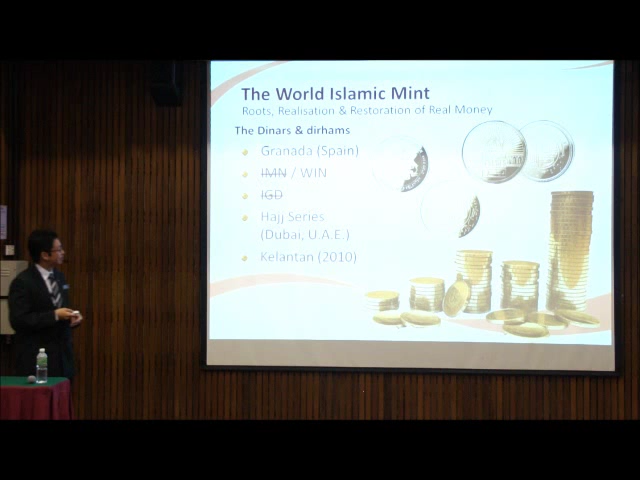 The World Islamic Mint
Roots, Realisation & Restoration of Real Money
The Dinars & dirhams
Granada (Spain)
IMN / WIN
IGD
Hajj Series
(Dubai, U.A.E.)
Kelantan (2010)